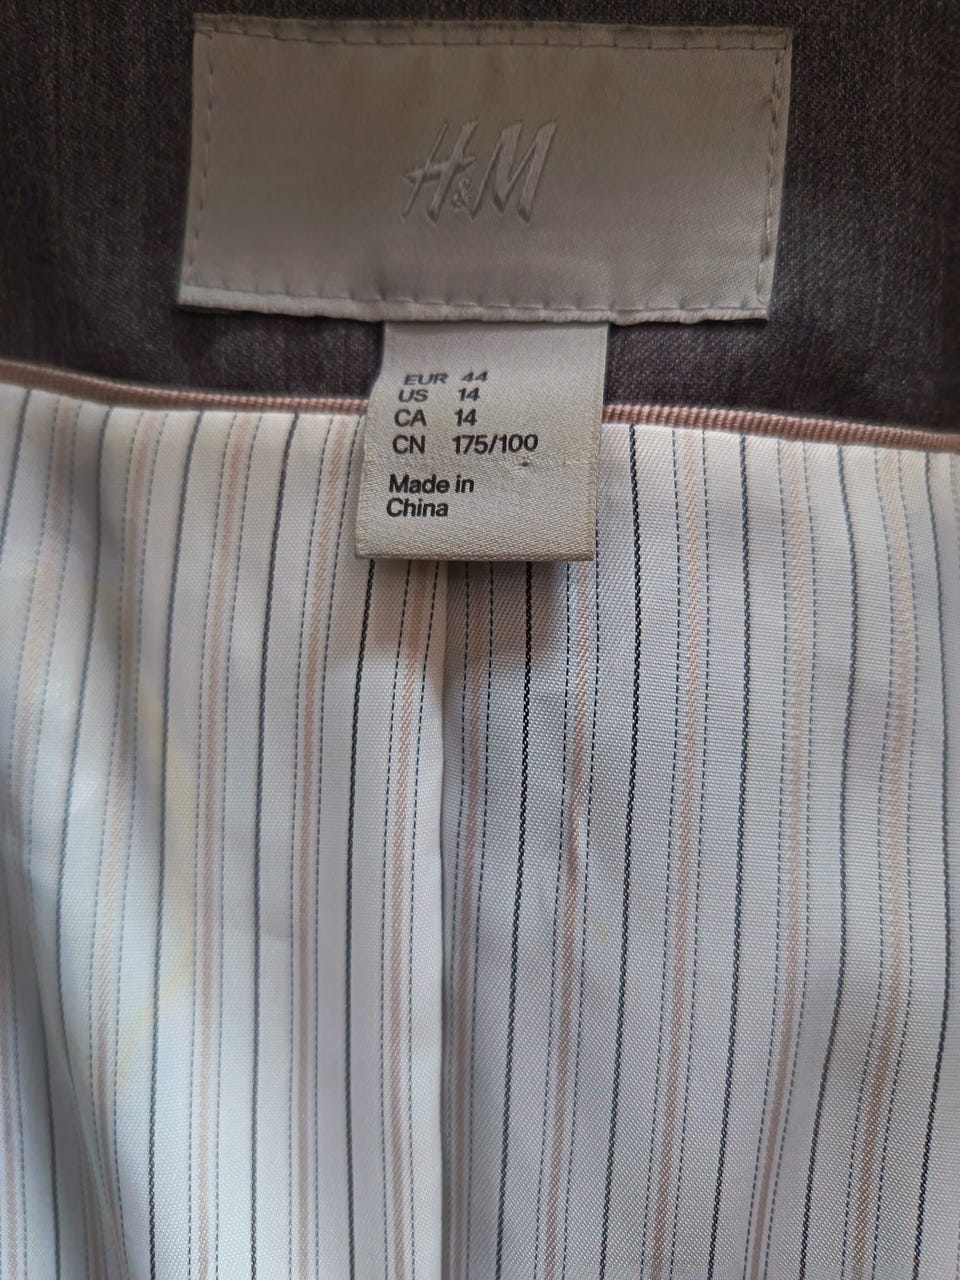 H&M
EUR 44
US 14
CA 14
CN 175/100
Made in
China